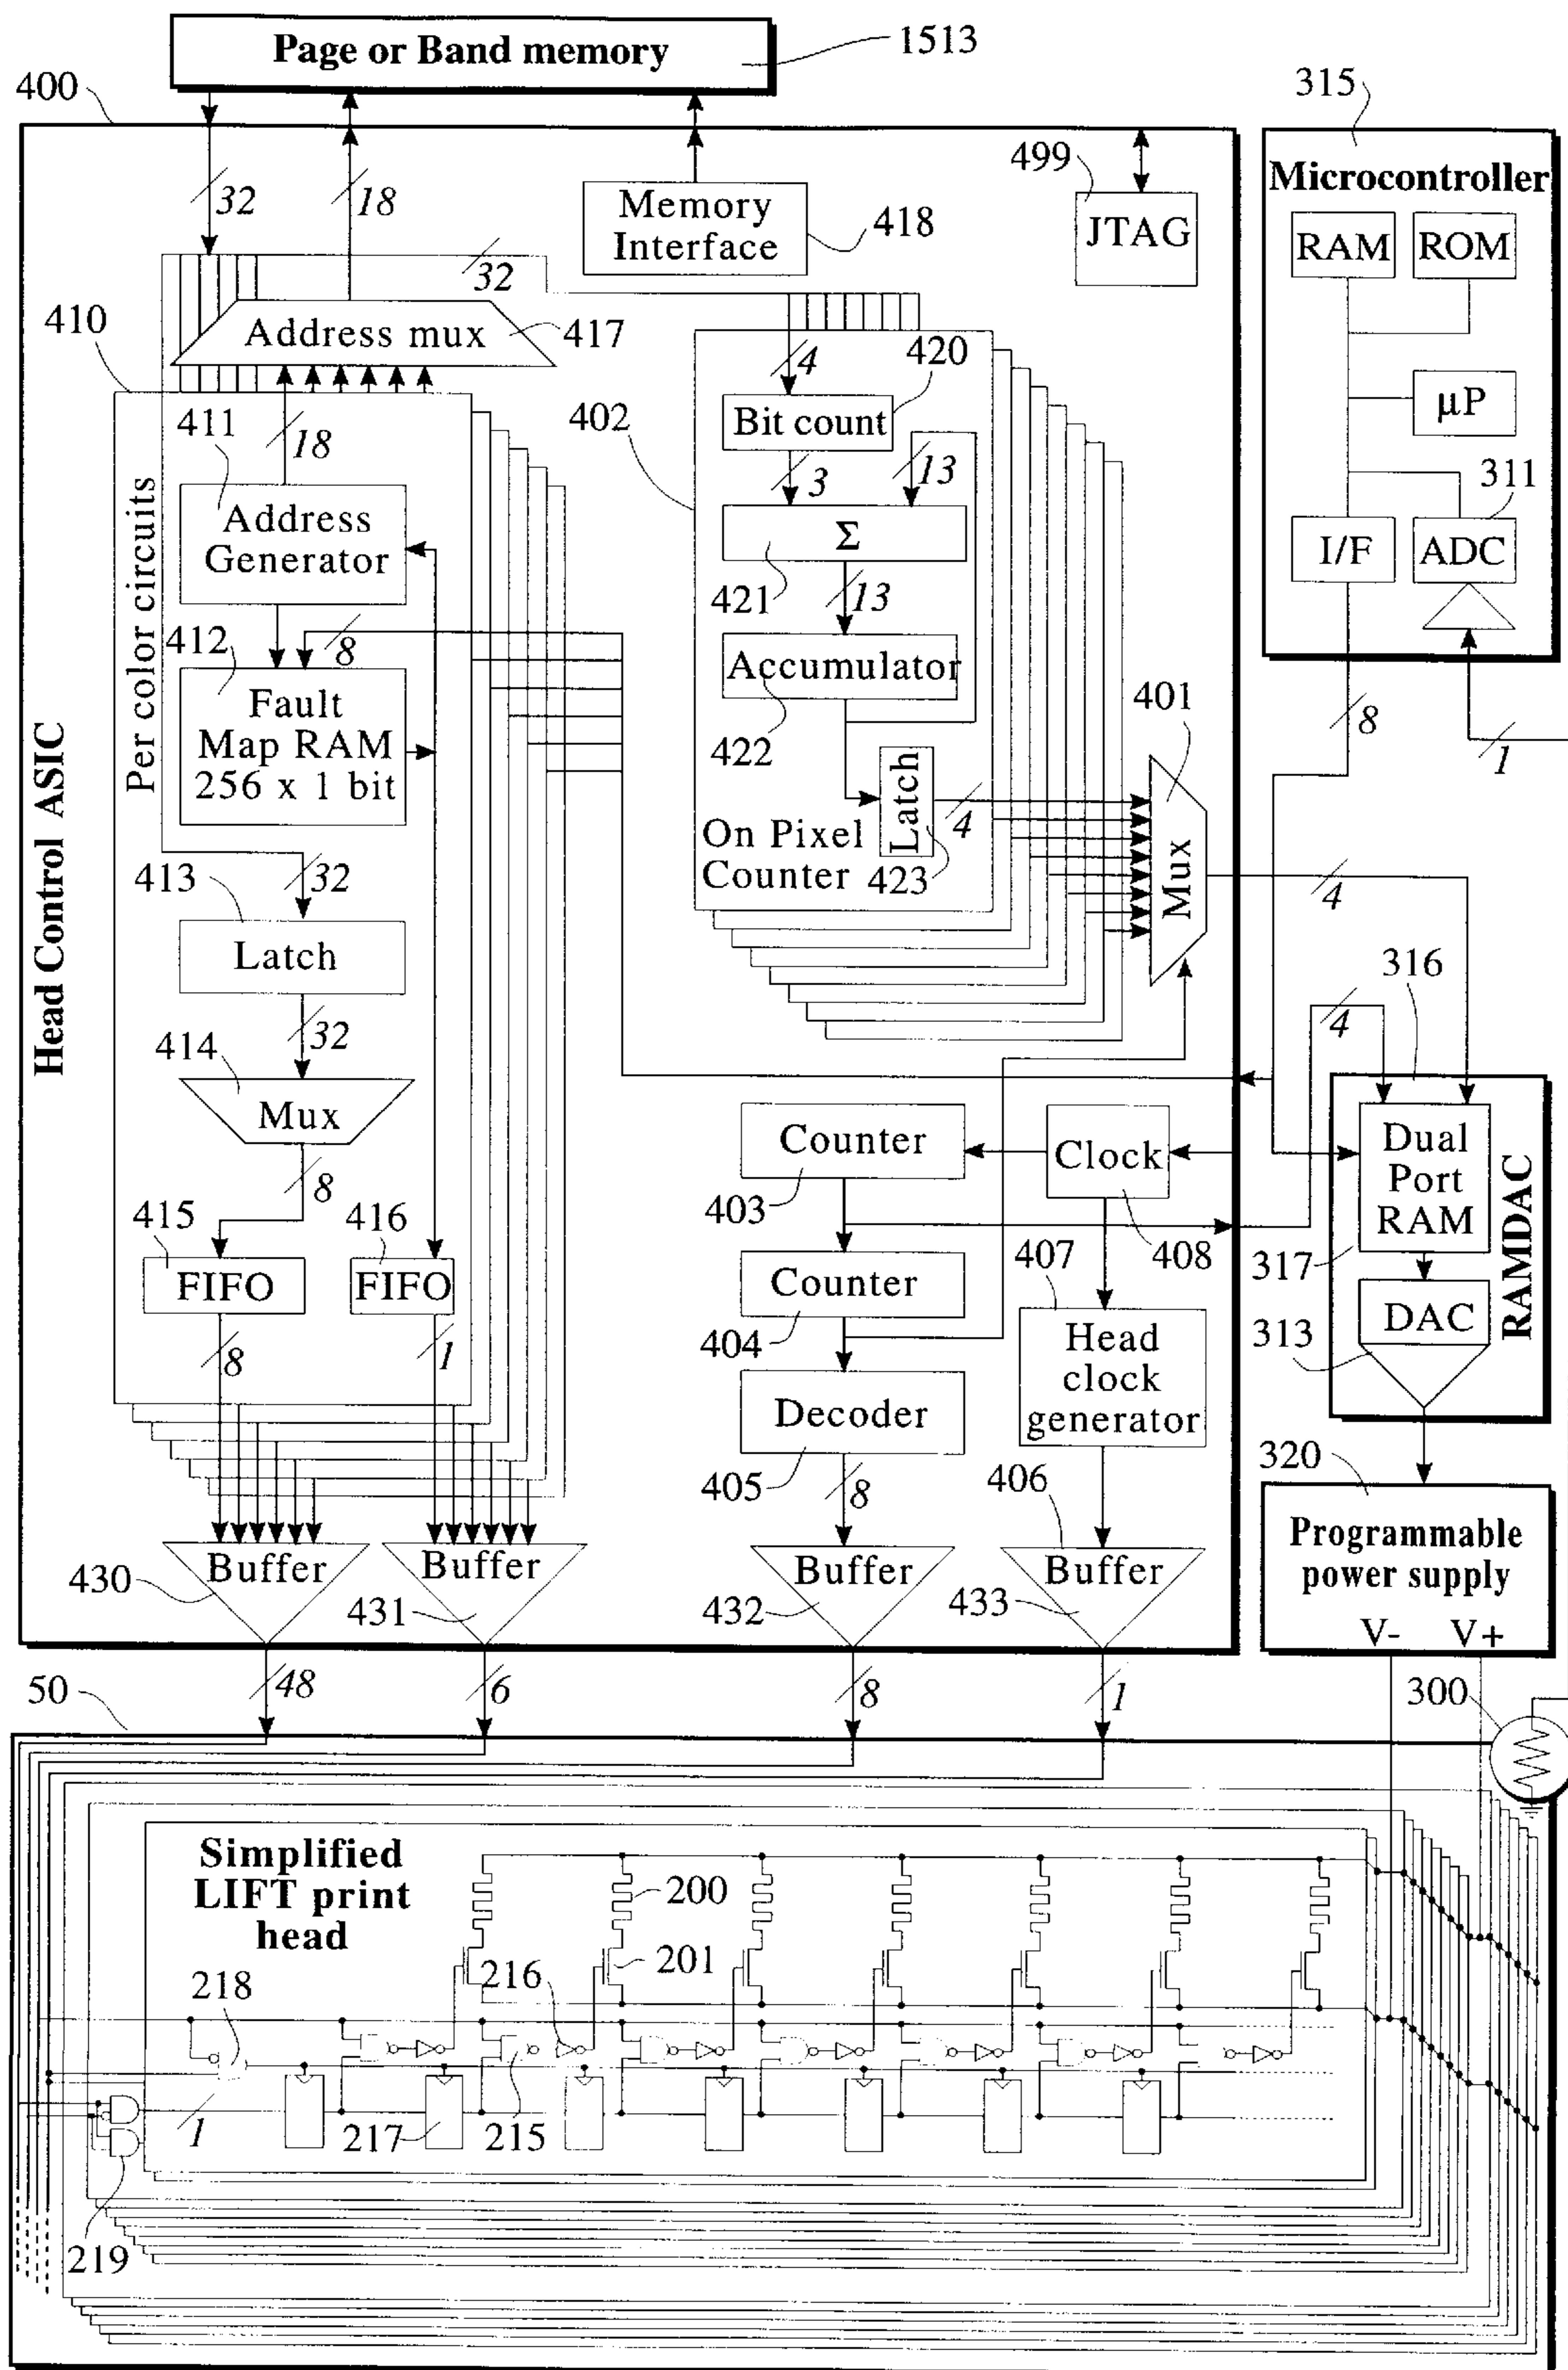 Page or Band memory
1513
400
315
32
18
499
JTAG
Memory
Interface
418
Microcontroller
RAM
ROM
32
410
Address mux
417
4
420
µP
411
18
402
Bit count
3
13
311
Address
Generator
Σ
421
13
I/F
ADC
Per color circuits
412
8
Fault
Map RAM
256 x 1 bit
Accumulator
422
401
8
1
Head Control ASIC
Latch
4
On Pixel
Counter
423
Mux
4
413
32
Latch
32
316
4
414
Mux
8
Counter
403
Clock
408
Dual
Port
RAM
317
RAMDAC
415
416
FIFO
FIFO
Counter
404
407
DAC
313
8
1
Head
clock
generator
Decoder
405
8
406
320
Programmable
power supply
V-
V+
Buffer
430
Buffer
431
Buffer
432
Buffer
433
50
48
6
8
1
300
Simplified
LIFT print
head
200
201
218
216
1
217
215
219